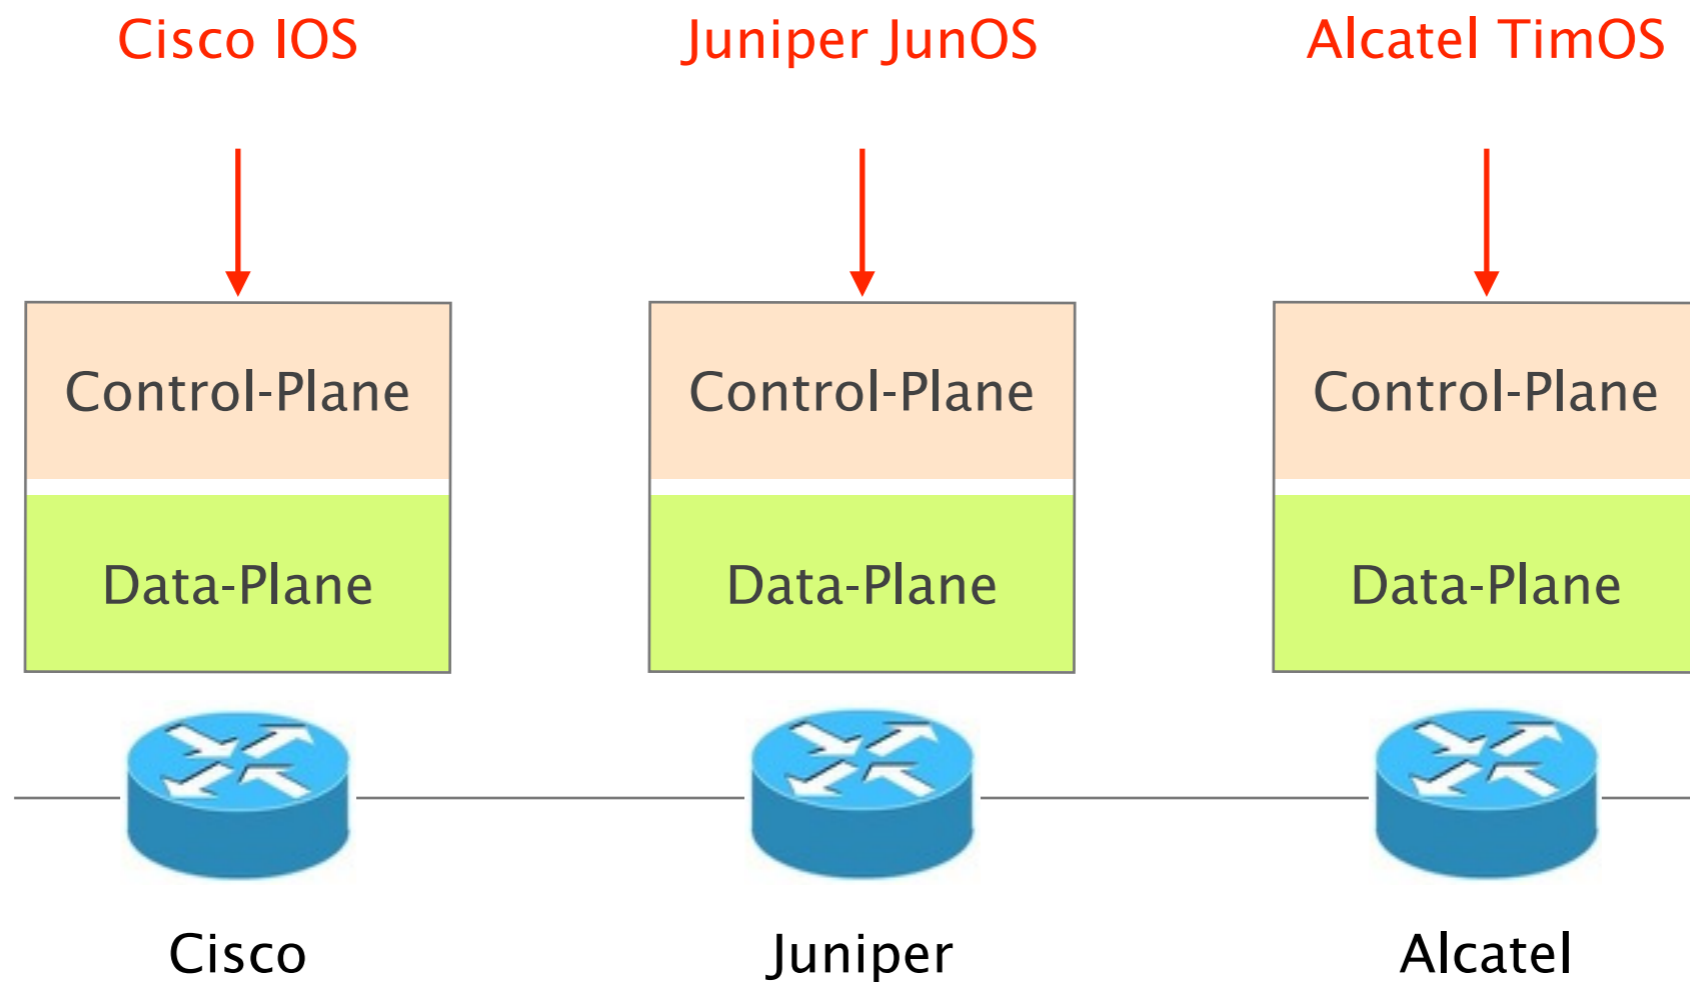 Cisco IOS
Juniper JunOS
Alcatel TimOS
Control-Plane
Control-Plane
Control-Plane
Data-Plane
Data-Plane
Data-Plane
Cisco
Juniper
Alcatel